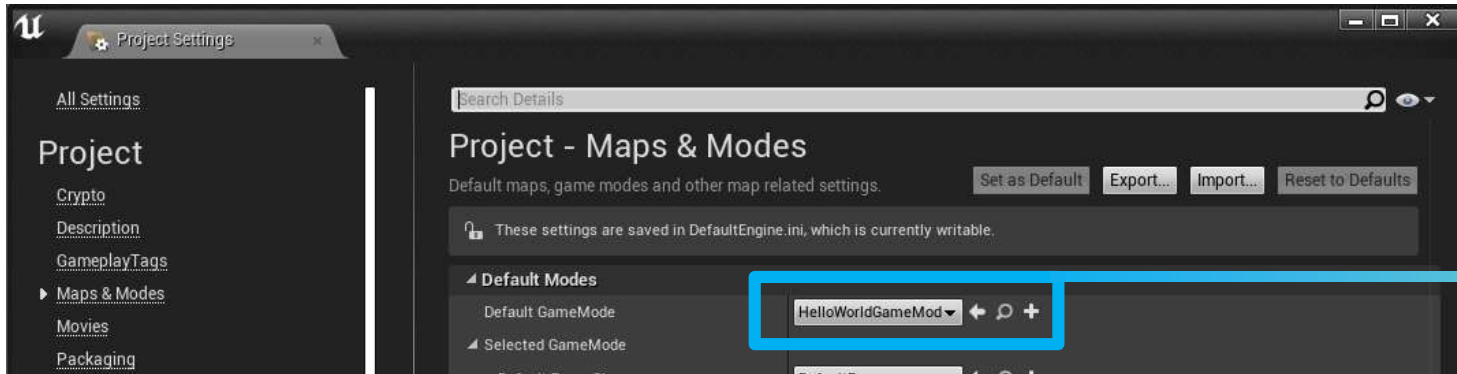 Project Settings
All Settings
Project
Crypto
Description
GameplayTags
Maps & Modes
Movies
Packaging
Search Details
Project - Maps & Modes
Default maps, game modes and other map related settings.
Set as Default Export... Import... Reset to Defaults
These settings are saved in DefaultEngine.ini, which is currently writable.
Default Modes
Default GameMode HelloWorldGameMod
Selected GameMode